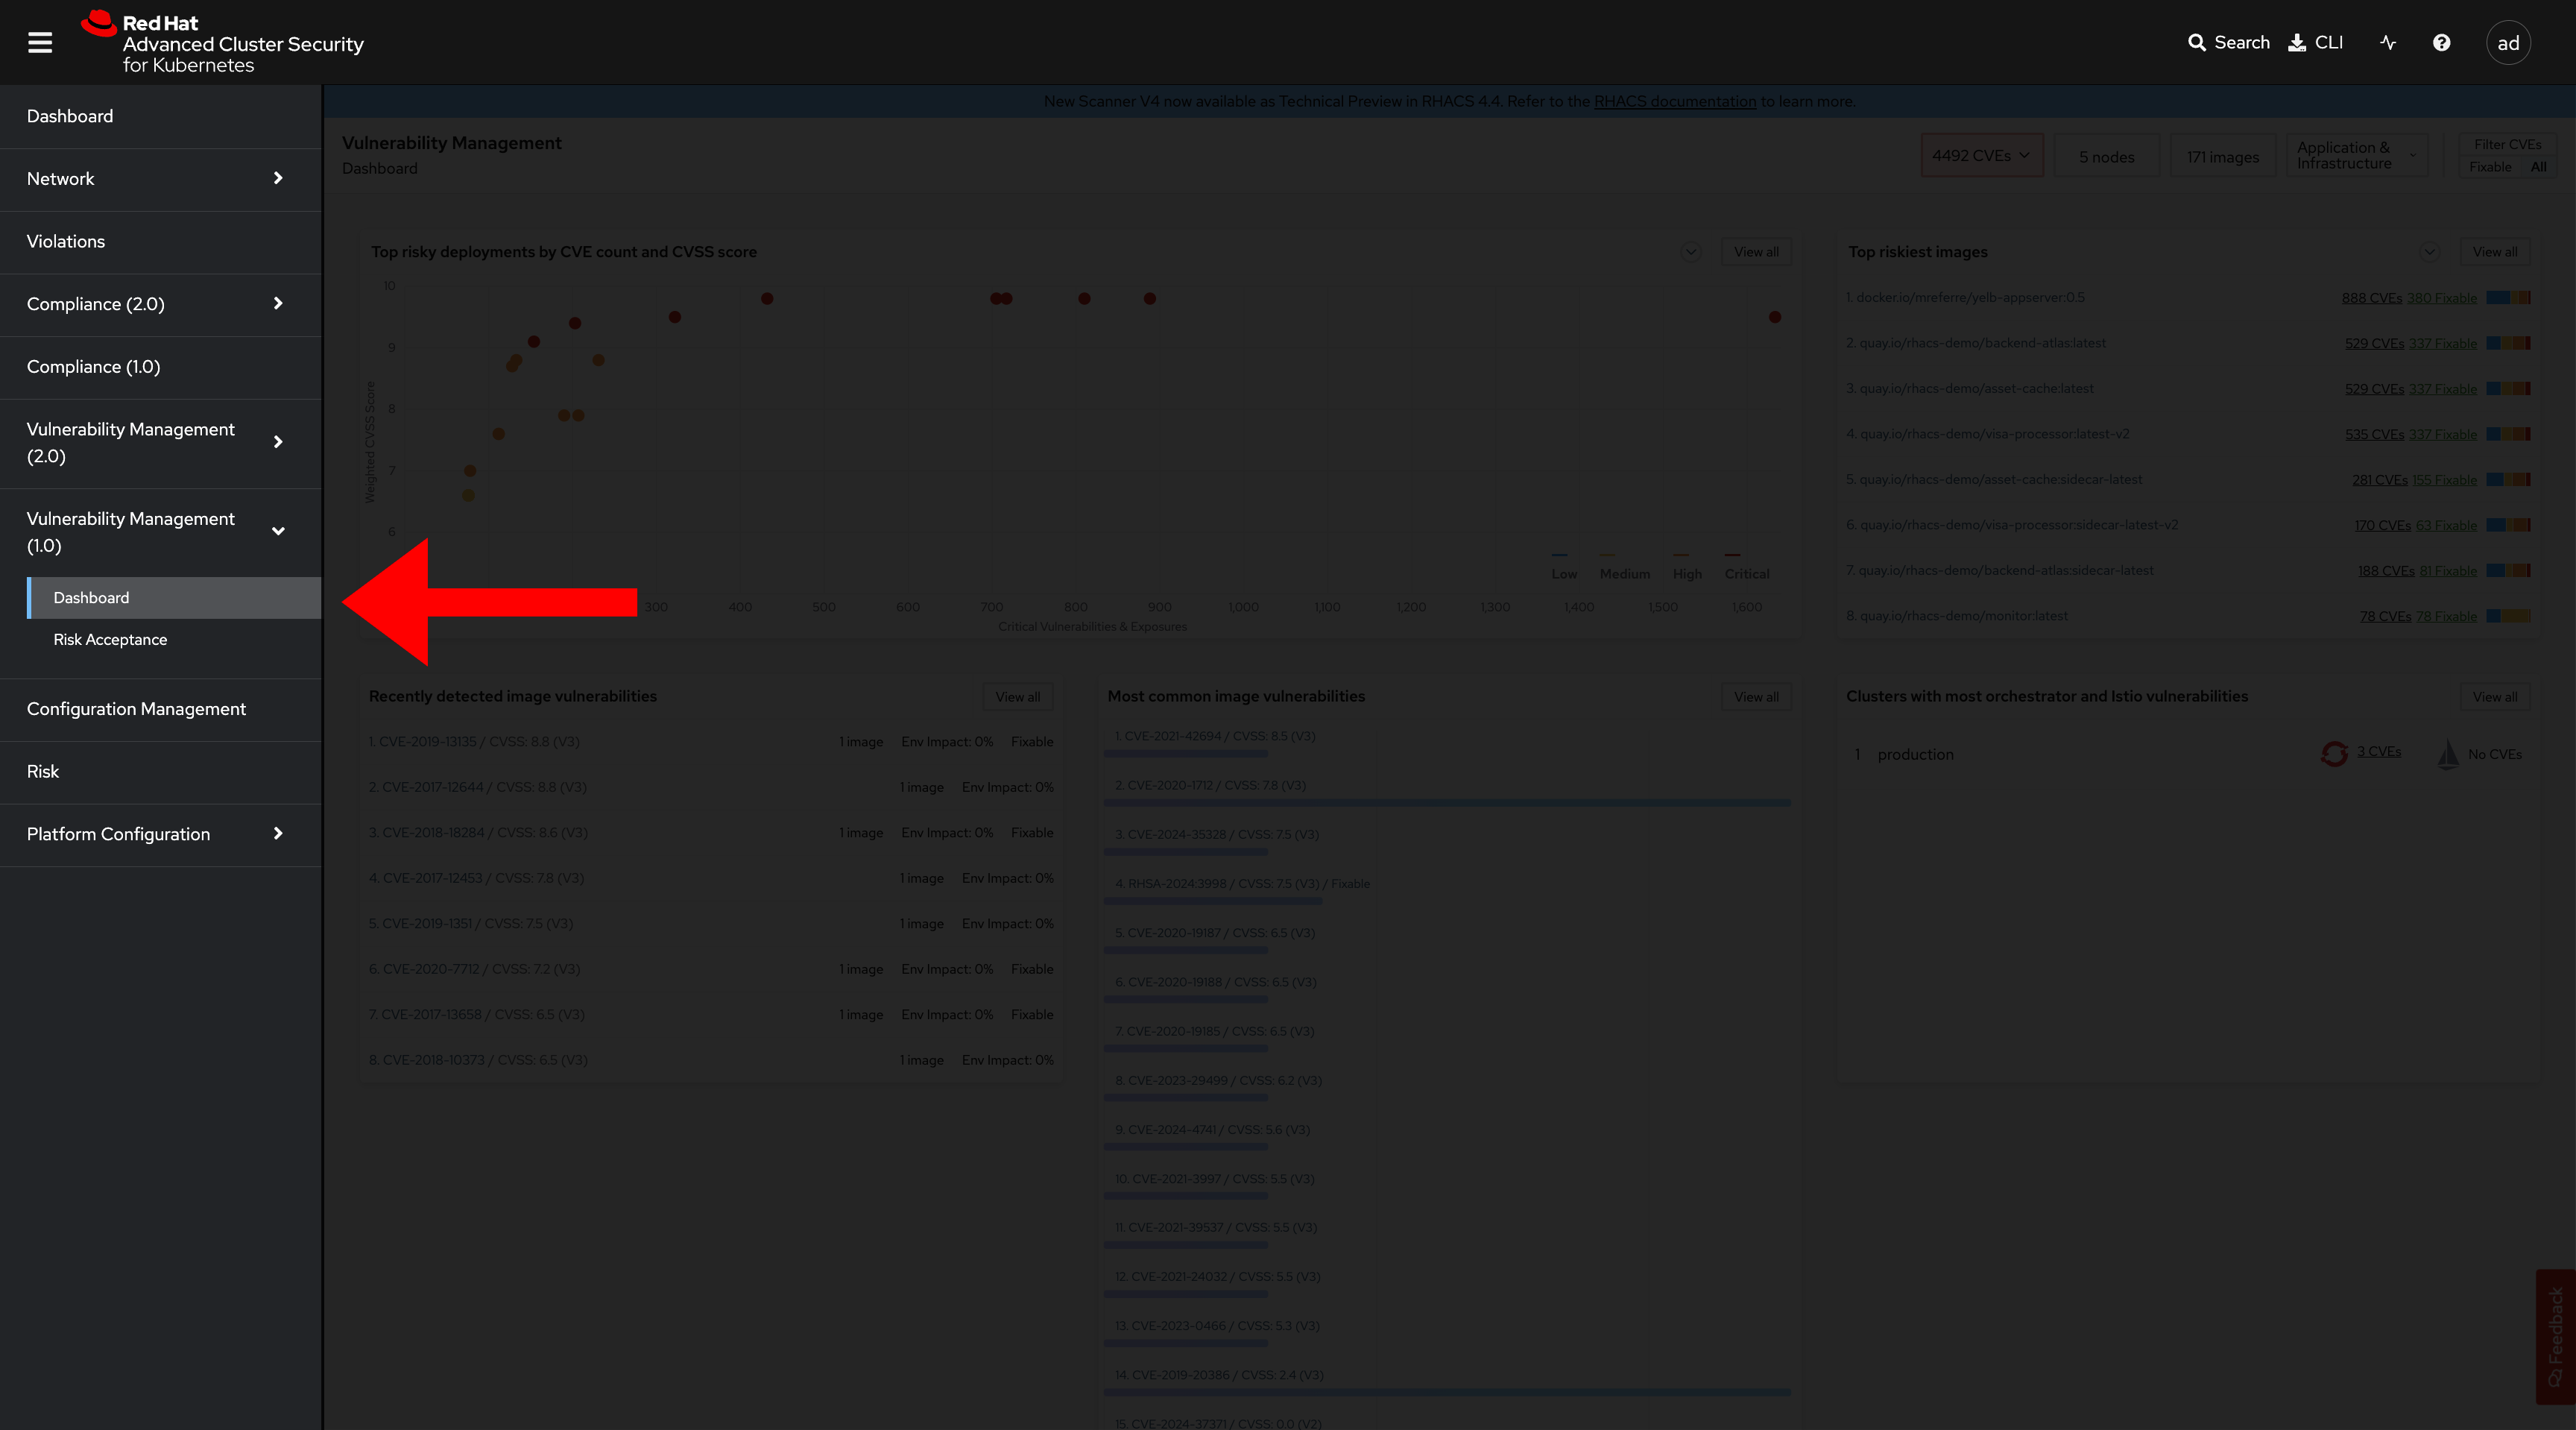 Red Hat
Advanced Cluster Security
for Kubernetes
Search
CLI
ad
Dashboard
Network
Violations
Compliance (2.0)
Compliance (1.0)
Vulnerability Management
(2.0)
Vulnerability Management
(1.0)
Dashboard
Risk Acceptance
Configuration Management
Risk
Platform Configuration
New Scanner V4 now available as Technical Preview in RHACS 4.4. Refer to the RHACS documentation to learn more.
Vulnerability Management
Dashboard
4492 CVEs
5 nodes
171 images
Application &
Infrastructure
Filter CVEs
Fixable All
Top risky deployments by CVE count and CVSS score
View all
Weighted CVSS Score
10
9
8
7
6
Low Medium High Critical
300 400 500 600 700 800 900 1,000 1,100 1,200 1,300 1,400 1,500 1,600
Critical Vulnerabilities & Exposures
Top riskiest images
View all
1. docker.io/mreferre/yelb-appserver:0.5 888 CVEs 380 Fixable
2. quay.io/rhacs-demo/backend-atlas:latest 529 CVEs 337 Fixable
3. quay.io/rhacs-demo/asset-cache:latest 529 CVEs 337 Fixable
4. quay.io/rhacs-demo/visa-processor:latest-v2 535 CVEs 337 Fixable
5. quay.io/rhacs-demo/asset-cache:sidecar-latest 281 CVEs 155 Fixable
6. quay.io/rhacs-demo/visa-processor:sidecar-latest-v2 170 CVEs 63 Fixable
7. quay.io/rhacs-demo/backend-atlas:sidecar-latest 188 CVEs 81 Fixable
8. quay.io/rhacs-demo/monitor:latest 78 CVEs 78 Fixable
Recently detected image vulnerabilities
View all
1. CVE-2019-13135 / CVSS: 8.8 (V3) 1 image Env Impact: 0% Fixable
2. CVE-2017-12644 / CVSS: 8.8 (V3) 1 image Env Impact: 0%
3. CVE-2018-18284 / CVSS: 8.6 (V3) 1 image Env Impact: 0% Fixable
4. CVE-2017-12453 / CVSS: 7.8 (V3) 1 image Env Impact: 0%
5. CVE-2019-1351 / CVSS: 7.5 (V3) 1 image Env Impact: 0%
6. CVE-2020-7712 / CVSS: 7.2 (V3) 1 image Env Impact: 0% Fixable
7. CVE-2017-13658 / CVSS: 6.5 (V3) 1 image Env Impact: 0% Fixable
8. CVE-2018-10373 / CVSS: 6.5 (V3) 1 image Env Impact: 0%
Most common image vulnerabilities
View all
1. CVE-2021-42694 / CVSS: 8.5 (V3)
2. CVE-2020-1712 / CVSS: 7.8 (V3)
3. CVE-2024-35328 / CVSS: 7.5 (V3)
4. RHSA-2024:3998 / CVSS: 7.5 (V3) / Fixable
5. CVE-2020-19187 / CVSS: 6.5 (V3)
6. CVE-2020-19188 / CVSS: 6.5 (V3)
7. CVE-2020-19185 / CVSS: 6.5 (V3)
8. CVE-2023-29499 / CVSS: 6.2 (V3)
9. CVE-2024-4741 / CVSS: 5.6 (V3)
10. CVE-2021-3997 / CVSS: 5.5 (V3)
11. CVE-2021-39537 / CVSS: 5.5 (V3)
12. CVE-2021-24032 / CVSS: 5.5 (V3)
13. CVE-2023-0466 / CVSS: 5.3 (V3)
14. CVE-2019-20386 / CVSS: 2.4 (V3)
15. CVE-2024-37371 / CVSS: 0.0 (V2)
Clusters with most orchestrator and Istio vulnerabilities
View all
1 production 3 CVEs No CVEs
Feedback